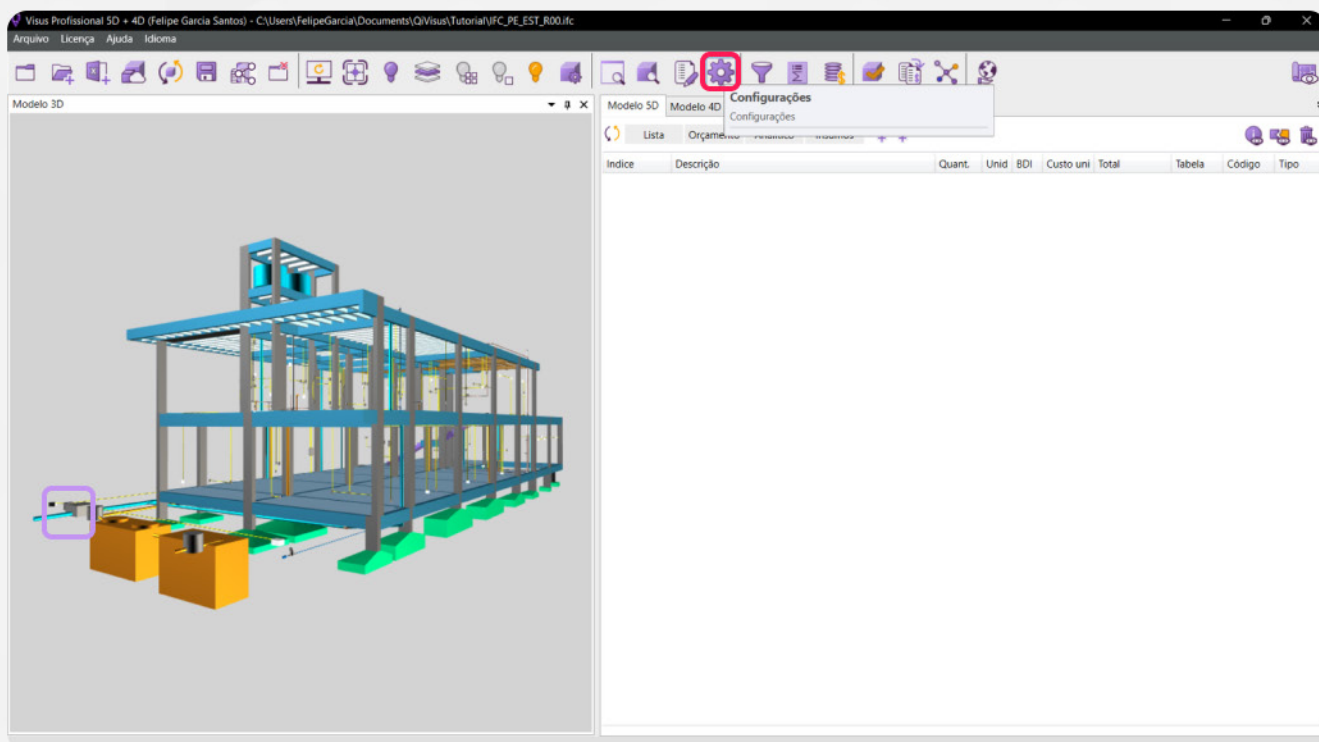 Visus Profissional 5D + 4D (Felipe Garcia Santos) - C:\Users\FelipeGarcia\Documents\QiVisus\Tutorial\IFC_PE_EST_R00.ifc
Arquivo Licença Ajuda Idioma
Modelo 3D
Modelo 5D Modelo 4D
Configurações
Configurações
Lista Orçamento Analítico Insumos
Indice Descrição Quant. Unid BDI Custo uni Total Tabela Código Tipo